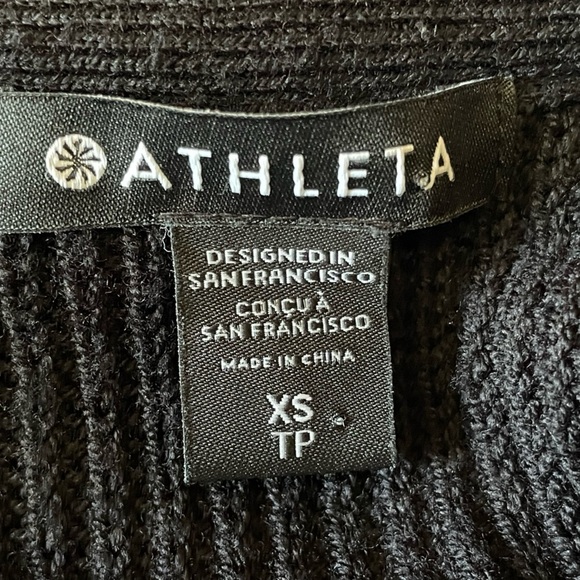 ATHLETA
DESIGNED IN
SAN FRANCISCO
CONÇU À
SAN FRANCISCO
MADE IN CHINA
XS
TP